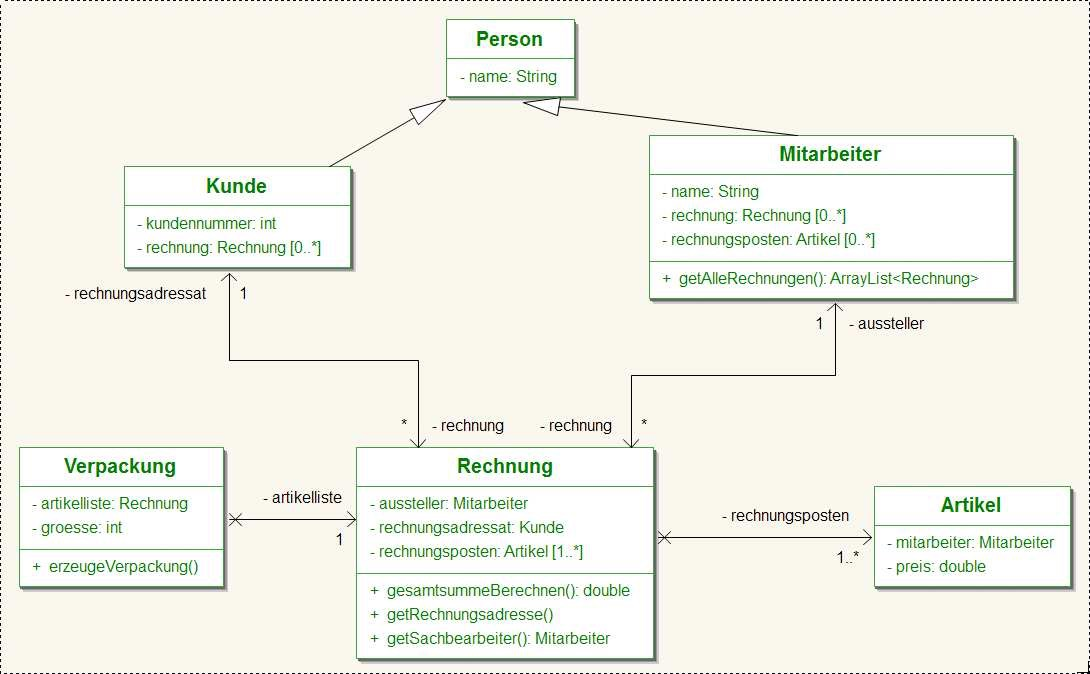 Person
- name: String
Kunde
- kundennummer: int
- rechnung: Rechnung [0..*]
Mitarbeiter
- name: String
- rechnung: Rechnung [0..*]
- rechnungsposten: Artikel [0..*]
+ getAlleRechnungen(): ArrayList<Rechnung>
- rechnungsadressat
1
1
- aussteller
*
- rechnung
- rechnung
*
Verpackung
- artikelliste: Rechnung
- groesse: int
+ erzeugeVerpackung()
- artikelliste
1
Rechnung
- aussteller: Mitarbeiter
- rechnungsadressat: Kunde
- rechnungsposten: Artikel [1..*]
+ gesamtsummeBerechnen(): double
+ getRechnungsadresse()
+ getSachbearbeiter(): Mitarbeiter
- rechnungsposten
1..*
Artikel
- mitarbeiter: Mitarbeiter
- preis: double